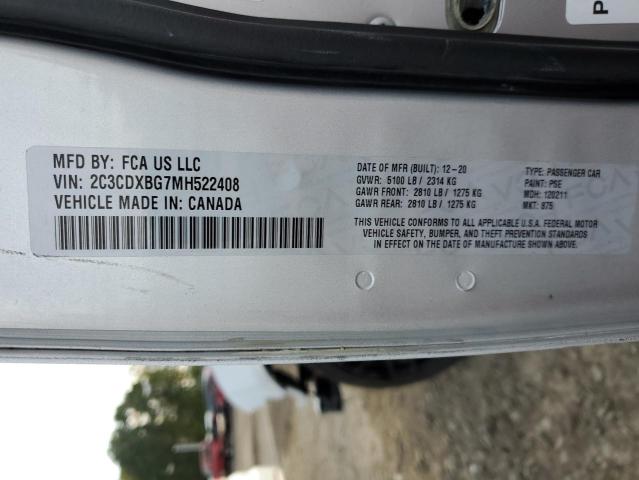 P
MFD BY: FCA US LLC
VIN: 2C3CDXBG7MH522408
VEHICLE MADE IN: CANADA
DATE OF MFR (BUILT): 12-20
GVWR: 5100 LB / 2314 KG
GAWR FRONT: 2810 LB / 1275 KG
GAWR REAR: 2810 LB / 1275 KG
TYPE: PASSENGER CAR
PAINT: PSE
MDH: 120211
MKT: 875
THIS VEHICLE CONFORMS TO ALL APPLICABLE U.S.A. FEDERAL MOTOR
VEHICLE SAFETY, BUMPER, AND THEFT PREVENTION STANDARDS
IN EFFECT ON THE DATE OF MANUFACTURE SHOWN ABOVE.